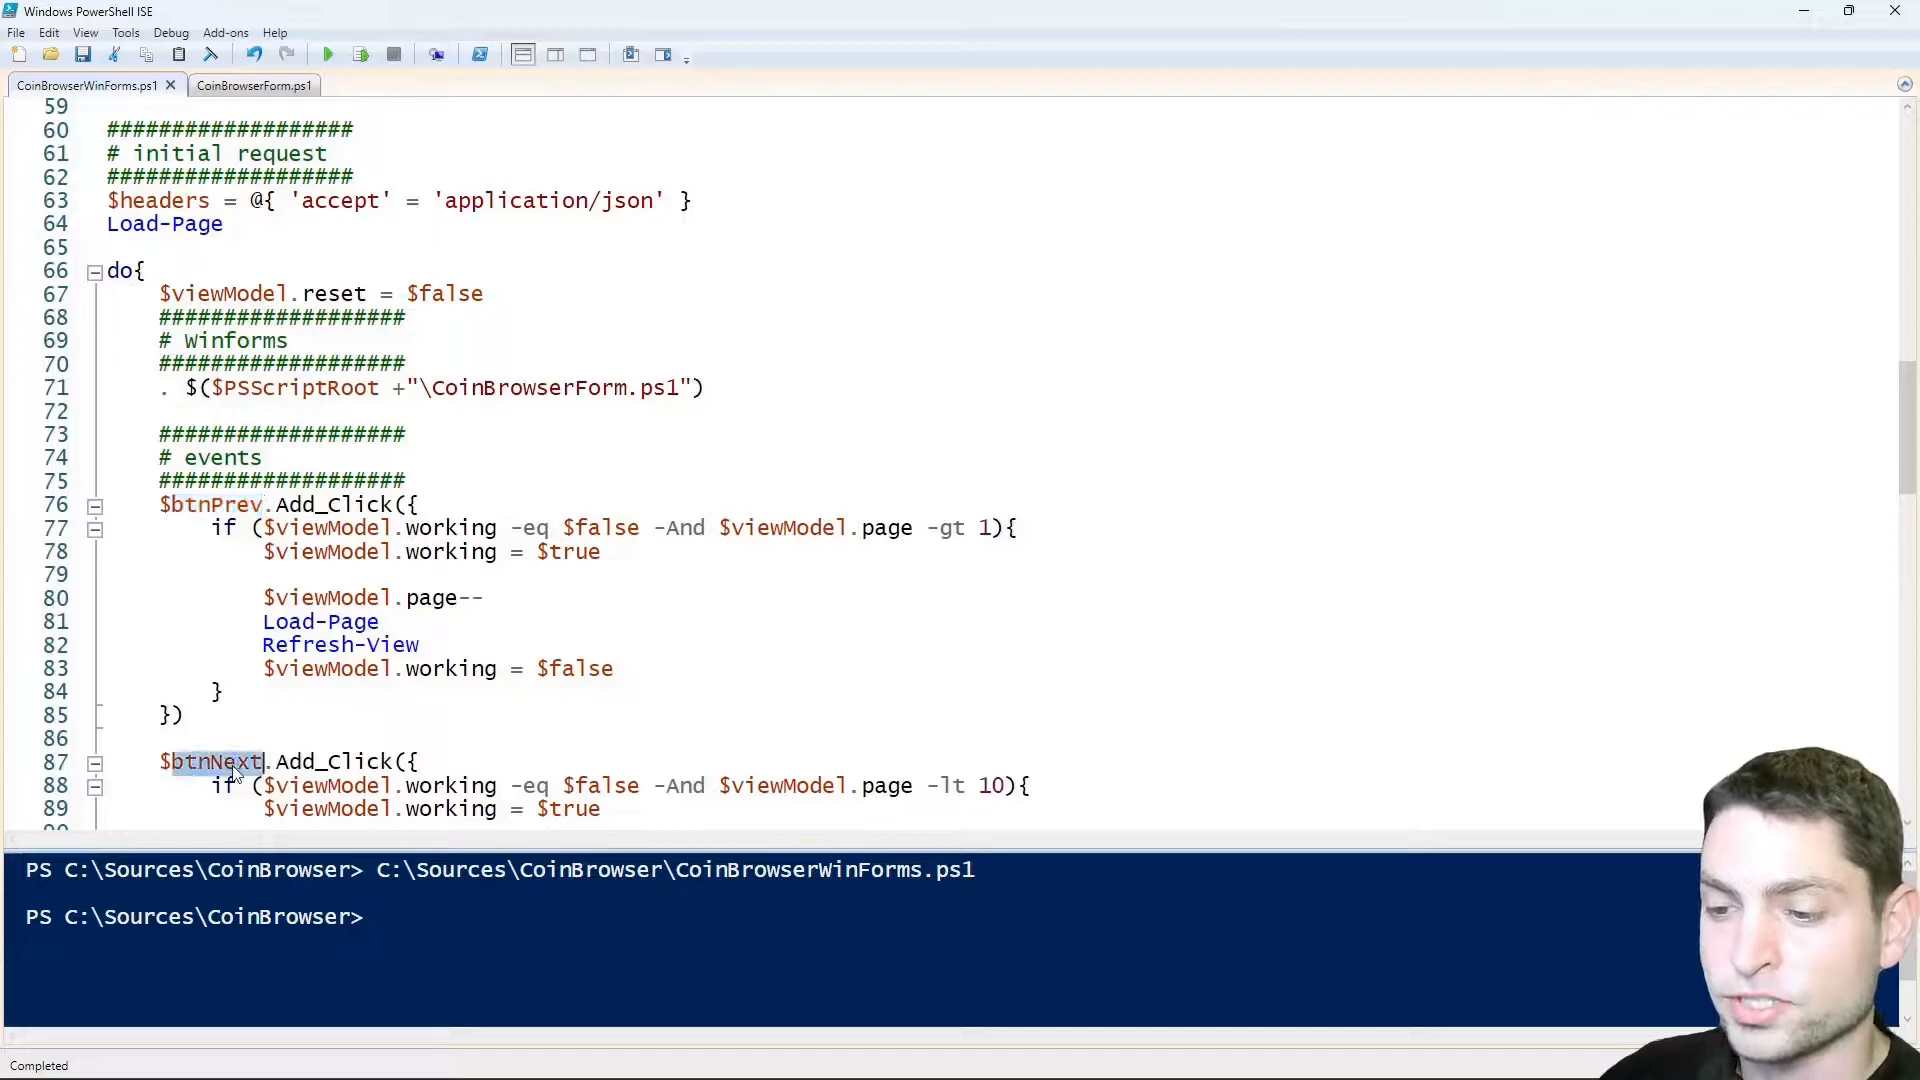 Windows PowerShell ISE
File Edit View Tools Debug Add-ons Help
CoinBrowserWinForms.ps1 CoinBrowserForm.ps1
59
60 ###################
61 # initial request
62 ###################
63 $headers = @{ 'accept' = 'application/json' }
64 Load-Page
65
66 do{
67 $viewModel.reset = $false
68 ###################
69 # Winforms
70 ###################
71 . $($PSScriptRoot +"\CoinBrowserForm.ps1")
72
73 ###################
74 # events
75 ###################
76 $btnPrev.Add_Click({
77 if ($viewModel.working -eq $false -And $viewModel.page -gt 1){
78 $viewModel.working = $true
79
80 $viewModel.page--
81 Load-Page
82 Refresh-View
83 $viewModel.working = $false
84 }
85 })
86
87 $btnNext.Add_Click({
88 if ($viewModel.working -eq $false -And $viewModel.page -lt 10){
89 $viewModel.working = $true
PS C:\Sources\CoinBrowser> C:\Sources\CoinBrowser\CoinBrowserWinForms.ps1
PS C:\Sources\CoinBrowser>
Completed